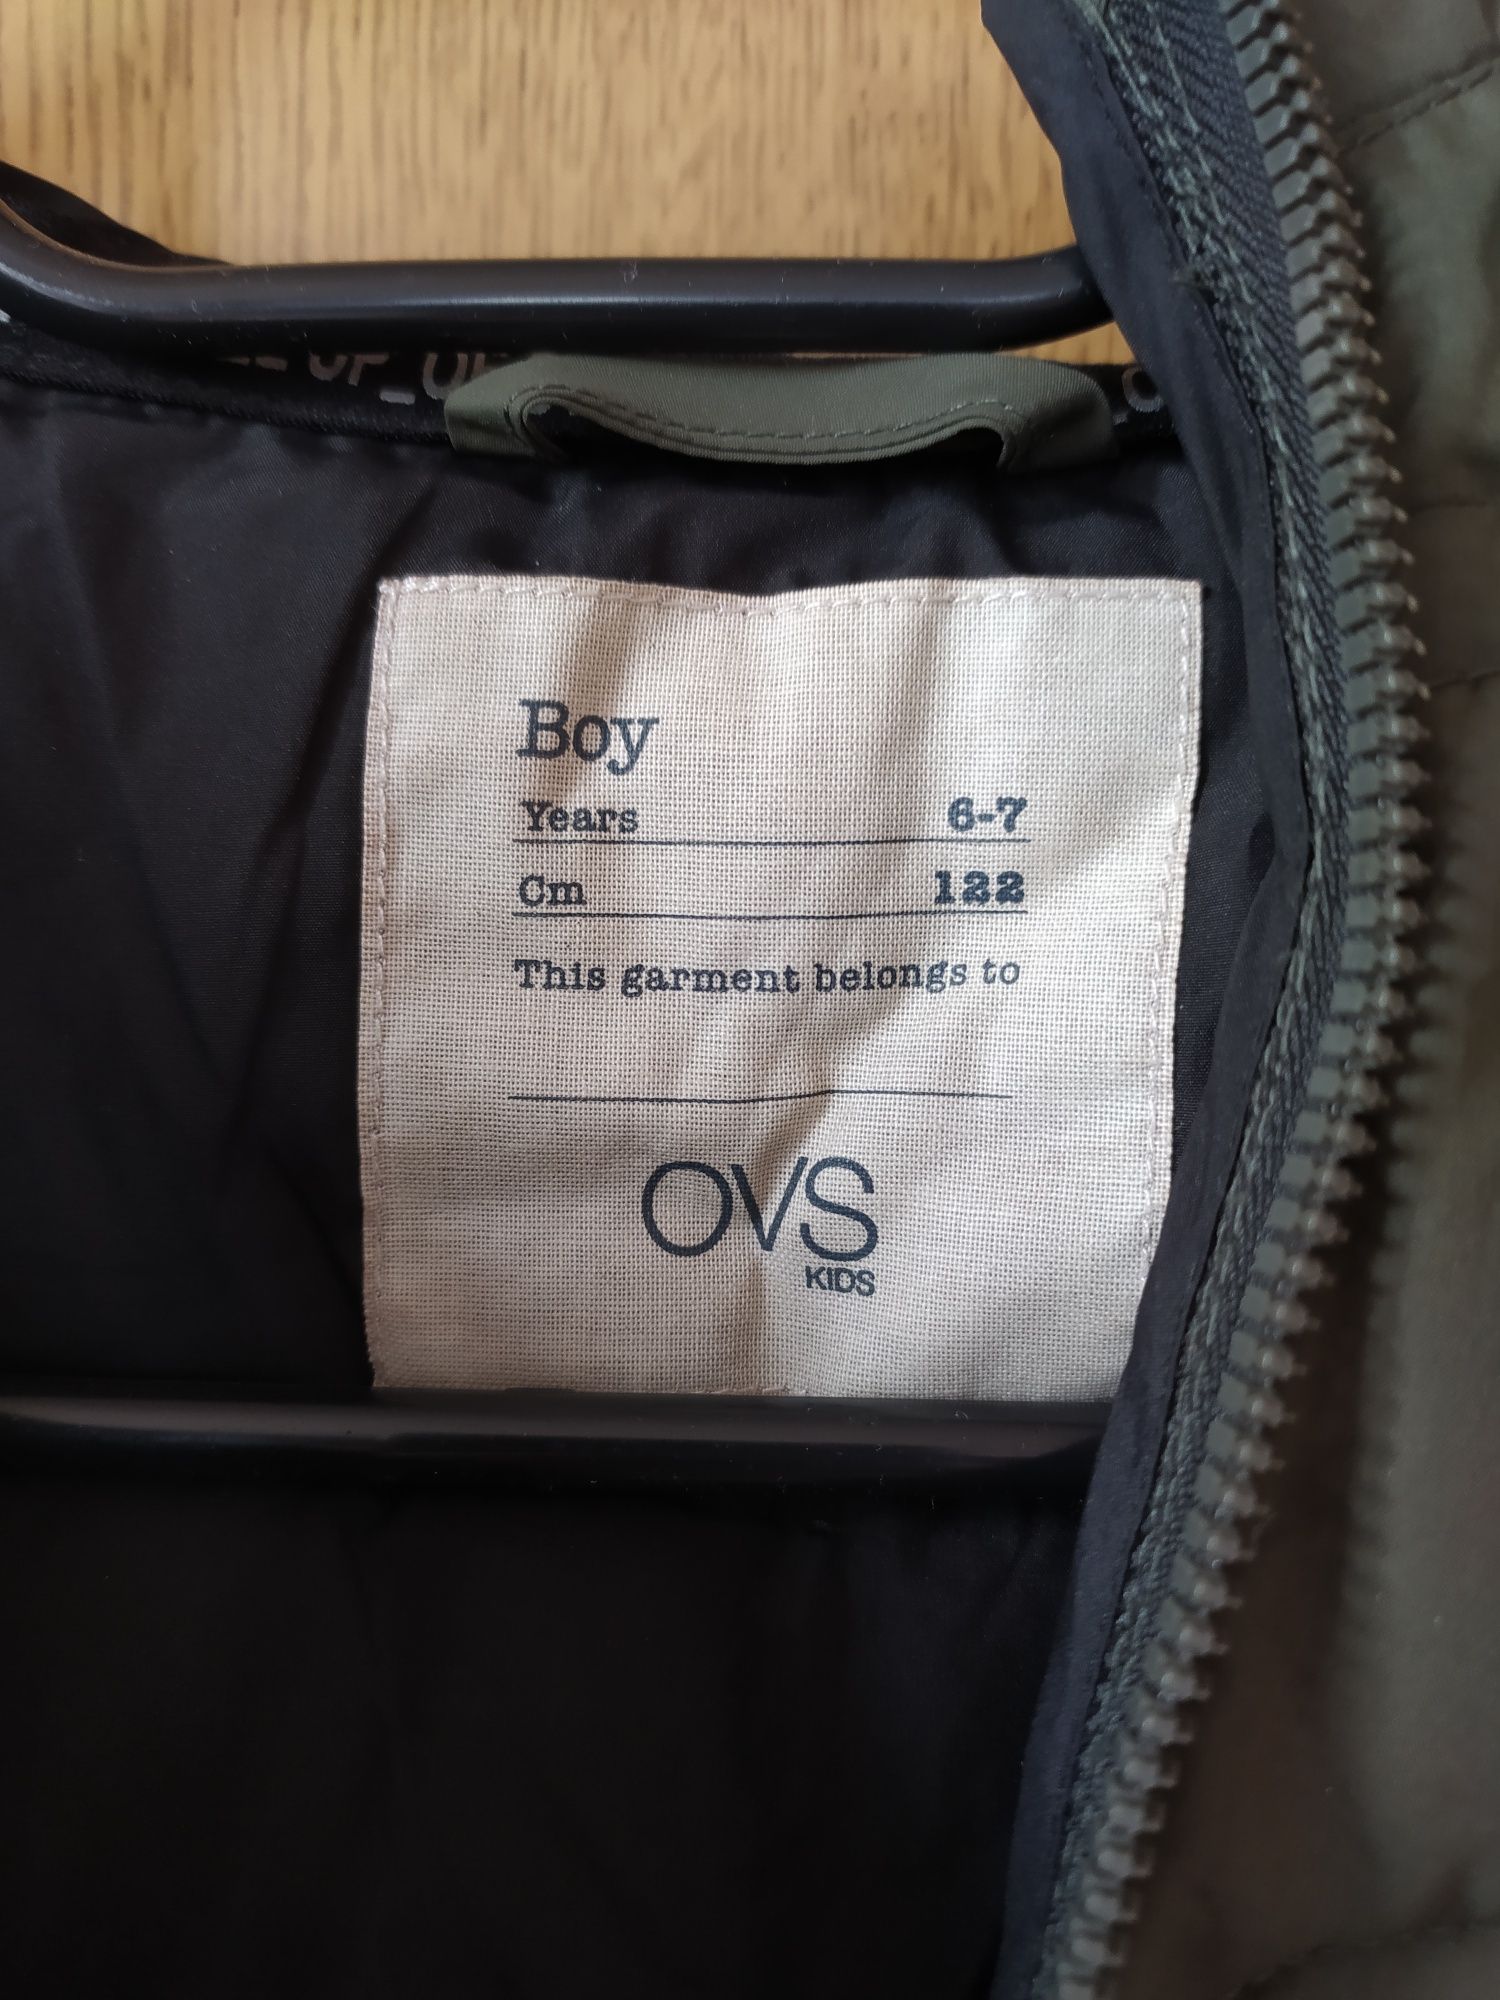 Boy
Years 6-7
Cm 122
This garment belongs to
OVS
KIDS